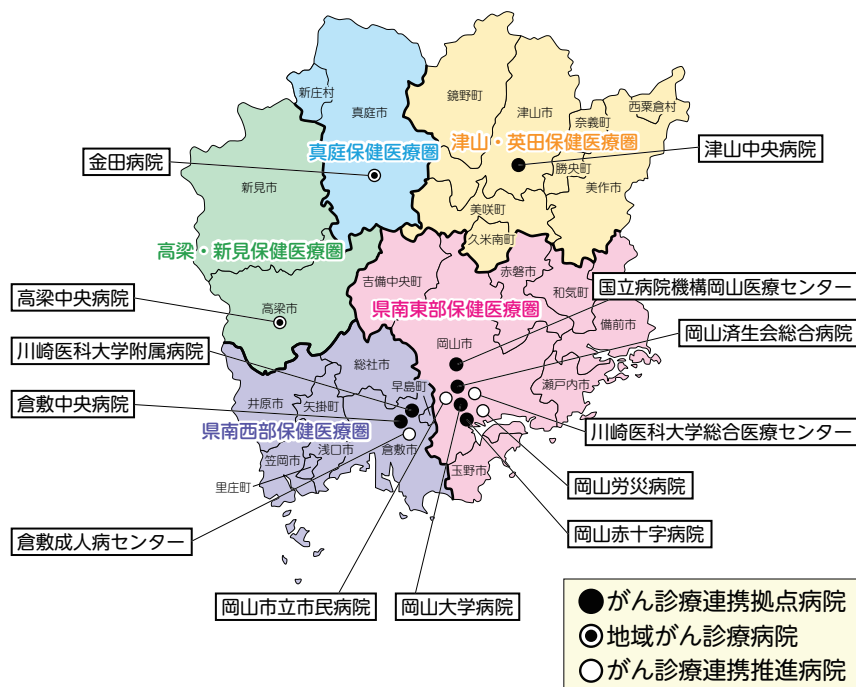 鏡野町
西粟倉村
新庄村
真庭市
津山市
奈義町
津山・英田保健医療圏
真庭保健医療圏
津山中央病院
金田病院
勝央町
新見市
美作市
美咲町
久米南町
高梁・新見保健医療圏
赤磐市
吉備中央町
国立病院機構岡山医療センター
和気町
高梁中央病院
高梁市
県南東部保健医療圏
備前市
岡山済生会総合病院
川崎医科大学附属病院
岡山市
総社市
早島町
瀬戸内市
倉敷中央病院
井原市
矢掛町
県南西部保健医療圏
川崎医科大学総合医療センター
笠岡市
浅口市
倉敷市
玉野市
里庄町
岡山労災病院
岡山赤十字病院
倉敷成人病センター
岡山市立市民病院
岡山大学病院
●がん診療連携拠点病院
◉地域がん診療病院
○がん診療連携推進病院